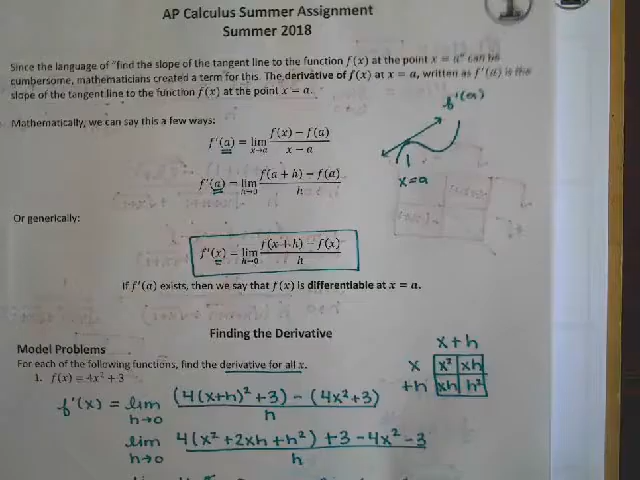 AP Calculus Summer Assignment
Summer 2018
1
Since the language of "find the slope of the tangent line to the function f(x) at the point x = a" can be
cumbersome, mathematicians created a term for this. The derivative of f(x) at x = a, written as f'(a) is the
slope of the tangent line to the function f(x) at the point x = a.
f'(a)
x=a
Mathematically, we can say this a few ways:
f'(a) = lim x→a f(x) − f(a) / x − a
f'(a) = lim h→0 f(a + h) − f(a) / h
Or generically:
f'(x) = lim h→0 f(x+h) − f(x) / h
If f'(a) exists, then we say that f(x) is differentiable at x = a.
Finding the Derivative
Model Problems
For each of the following functions, find the derivative for all x.
1. f(x) = 4x² + 3
x+h
x x² xh
+h xh h²
f'(x) = lim h→0 (4(x+h)² +3) − (4x²+3) / h
lim h→0 4(x²+2xh+h²) +3−4x²−3 / h